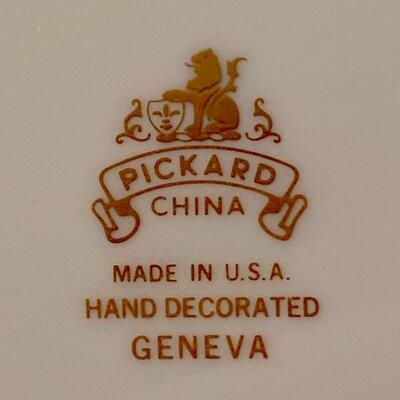 PICKARD
CHINA
MADE IN U.S.A.
HAND DECORATED
GENEVA